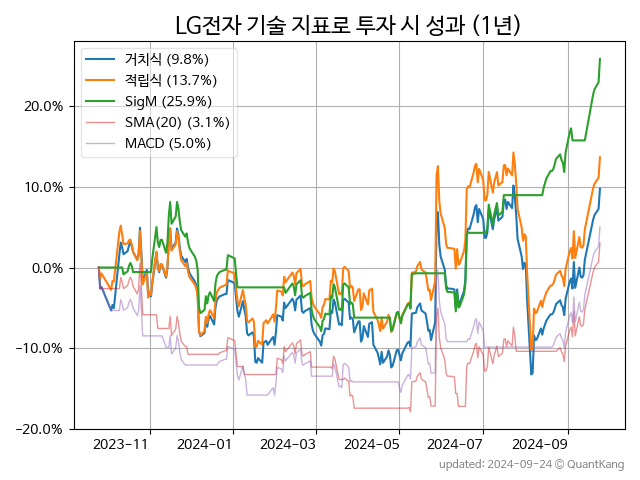 LG전자 기술 지표로 투자 시 성과 (1년)
거치식 (9.8%)
적립식 (13.7%)
SigM (25.9%)
SMA(20) (3.1%)
MACD (5.0%)
20.0%
10.0%
0.0%
−10.0%
−20.0%
2023-11 2024-01 2024-03 2024-05 2024-07 2024-09
updated: 2024-09-24 © QuantKang